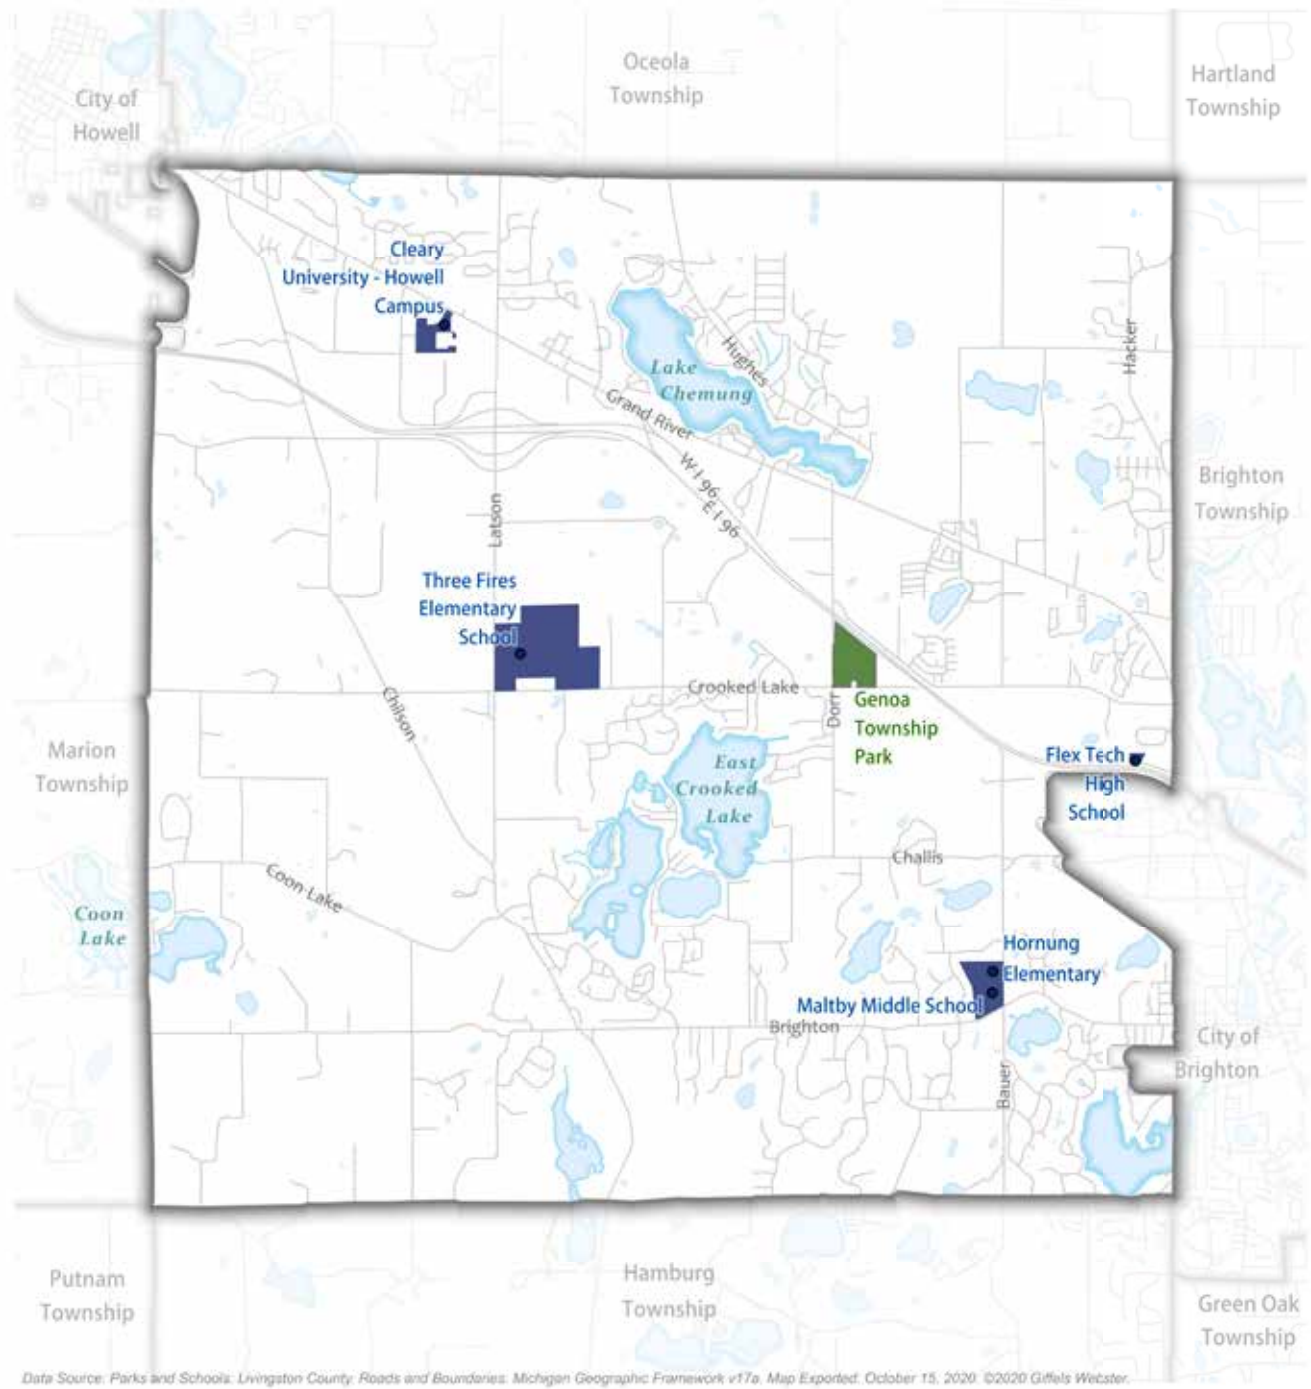 Oceola
Township
Hartland
Township
City of
Howell
Cleary
University - Howell
Campus
Hacker
Hughes
Lake
Chemung
Grand River
W I 96
E I 96
Latson
Brighton
Township
Three Fires
Elementary
School
Crooked Lake
Dorr
Genoa
Township
Park
Chilson
Marion
Township
East
Crooked
Lake
Flex Tech
High
School
Challis
Coon Lake
Coon
Lake
Hornung
Elementary
Maltby Middle School
Brighton
City of
Brighton
Bauer
Putnam
Township
Hamburg
Township
Green Oak
Township
Data Source: Parks and Schools: Livingston County. Roads and Boundaries: Michigan Geographic Framework v17a. Map Exported: October 15, 2020. ©2020 Giffels Webster.